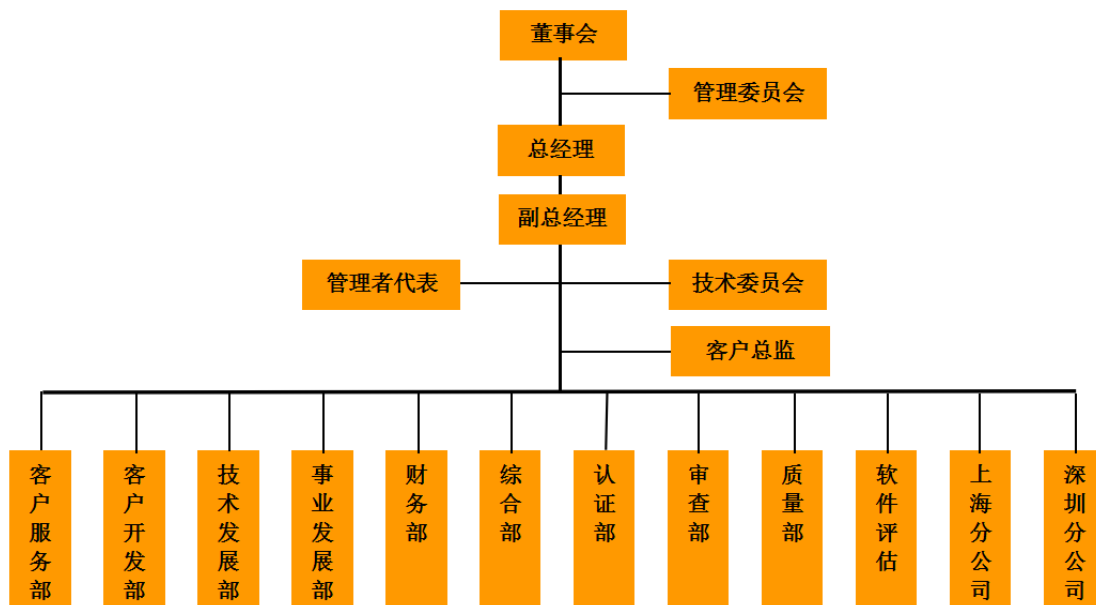 董事会
管理委员会
总经理
副总经理
管理者代表
技术委员会
客户总监
客户服务部
客户开发部
技术发展部
事业发展部
财务部
综合部
认证部
审查部
质量部
软件评估
上海分公司
深圳分公司